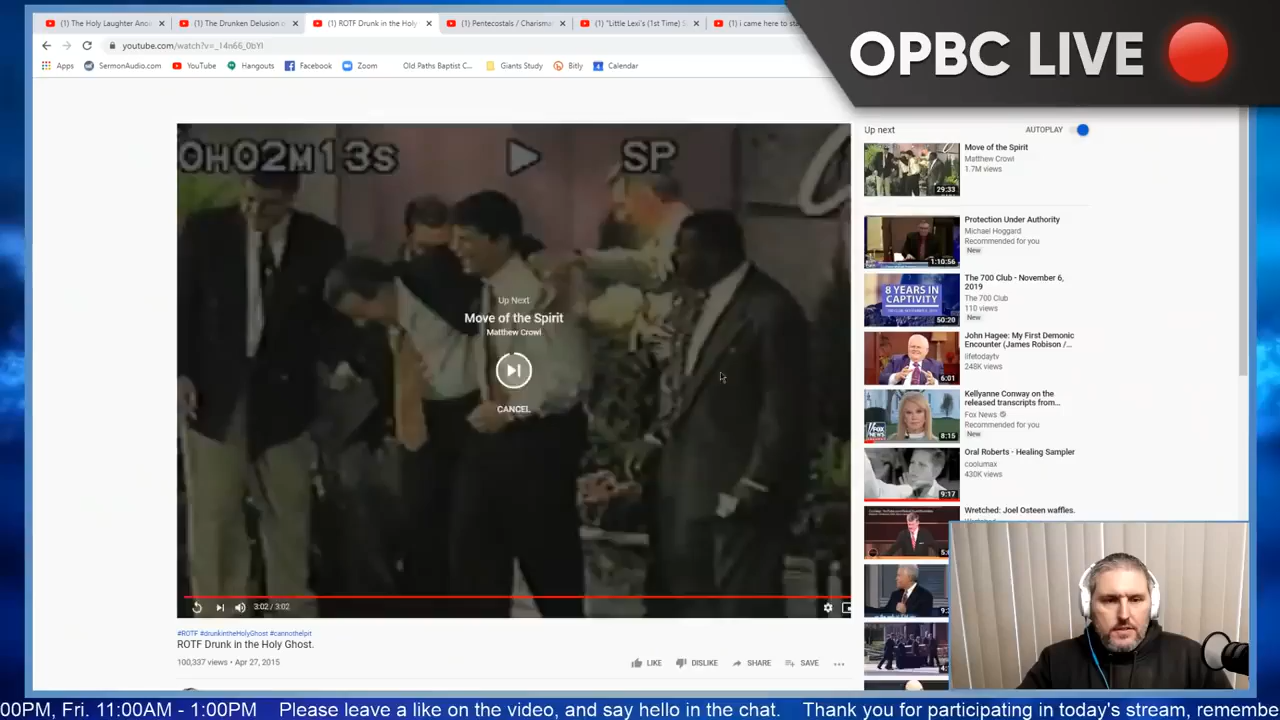 (1) The Holy Laughter Ano
(1) The Drunken Delusion
(1) ROTF Drunk in the Holy
(1) Pentecostals / Charisma
(1) "Little Lexi's (1st Time) S
(1) i came here to st
OPBC LIVE
youtube.com/watch?v=_14n66_0bYI
Apps
SermonAudio.com
YouTube
Hangouts
Facebook
Zoom
Old Paths Baptist C...
Giants Study
Bitly
Calendar
0H02M13s
SP
Up Next
Move of the Spirit
Matthew Crowl
CANCEL
3:02 / 3:02
#ROTF #drunkintheHolyGhost #cannothelpit
ROTF Drunk in the Holy Ghost.
100,337 views • Apr 27, 2015
LIKE
DISLIKE
SHARE
SAVE
Up next
AUTOPLAY
Move of the Spirit
Matthew Crowl
1.7M views
29:33
Protection Under Authority
Michael Hoggard
Recommended for you
New
1:10:56
The 700 Club - November 6,
2019
The 700 Club
110 views
New
8 YEARS IN
CAPTIVITY
50:20
John Hagee: My First Demonic
Encounter (James Robison /...
lifetodaytv
248K views
6:01
Kellyanne Conway on the
released transcripts from...
Fox News
Recommended for you
New
FOX
NEWS
8:15
Oral Roberts - Healing Sampler
coolumax
430K views
9:17
Wretched: Joel Osteen waffles.
:00PM, Fri. 11:00AM - 1:00PM Please leave a like on the video, and say hello in the chat. Thank you for participating in today's stream, remembe